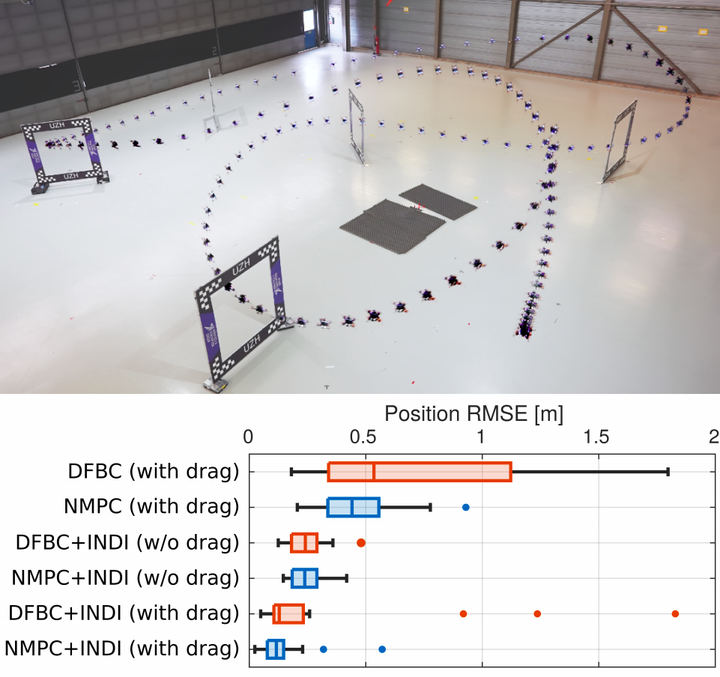 UZH
UZH
UZH
UZH
Position RMSE [m]
0 0.5 1 1.5 2
DFBC (with drag)
NMPC (with drag)
DFBC+INDI (w/o drag)
NMPC+INDI (w/o drag)
DFBC+INDI (with drag)
NMPC+INDI (with drag)